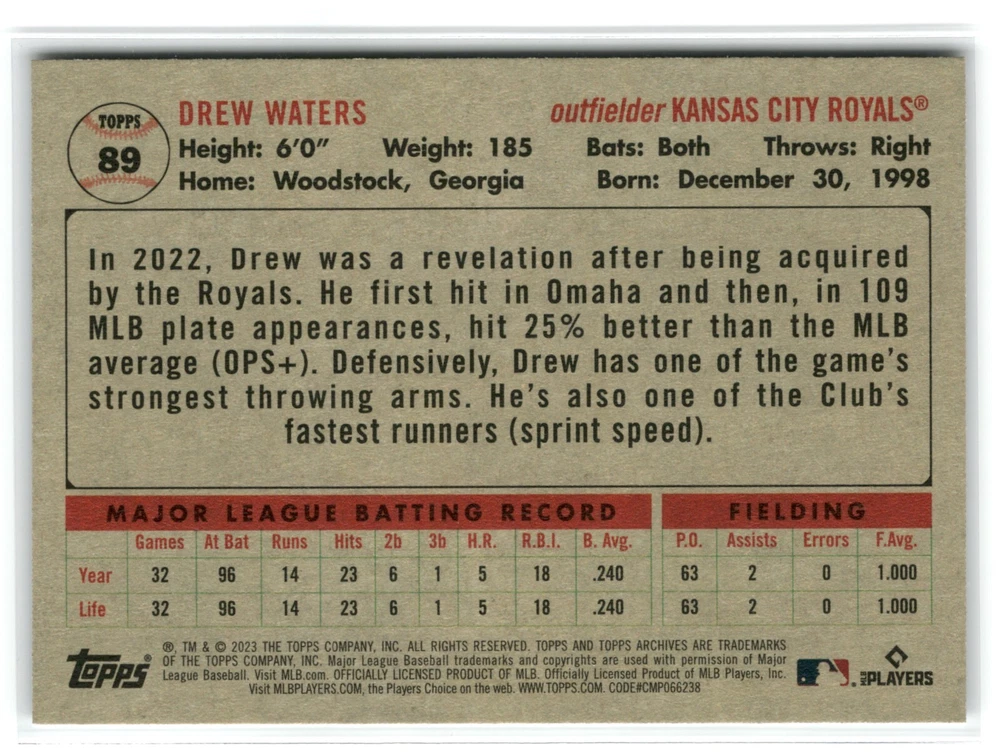 TOPPS
89
DREW WATERS outfielder KANSAS CITY ROYALS®
Height: 6'0" Weight: 185 Bats: Both Throws: Right
Home: Woodstock, Georgia Born: December 30, 1998
In 2022, Drew was a revelation after being acquired
by the Royals. He first hit in Omaha and then, in 109
MLB plate appearances, hit 25% better than the MLB
average (OPS+). Defensively, Drew has one of the game's
strongest throwing arms. He's also one of the Club's
fastest runners (sprint speed).
MAJOR LEAGUE BATTING RECORD FIELDING
Games At Bat Runs Hits 2b 3b H.R. R.B.I. B. Avg. P.O. Assists Errors F.Avg.
Year 32 96 14 23 6 1 5 18 .240 63 2 0 1.000
Life 32 96 14 23 6 1 5 18 .240 63 2 0 1.000
®, TM & © 2023 THE TOPPS COMPANY, INC. ALL RIGHTS RESERVED. TOPPS AND TOPPS ARCHIVES ARE TRADEMARKS
OF THE TOPPS COMPANY, INC. Major League Baseball trademarks and copyrights are used with permission of Major
League Baseball. Visit MLB.com. OFFICIALLY LICENSED PRODUCT OF MLB. Officially Licensed Product of MLB Players, Inc.
Visit MLBPLAYERS.COM, the Players Choice on the web. WWW.TOPPS.COM. CODE#CMP066238
topps®
MLB PLAYERS